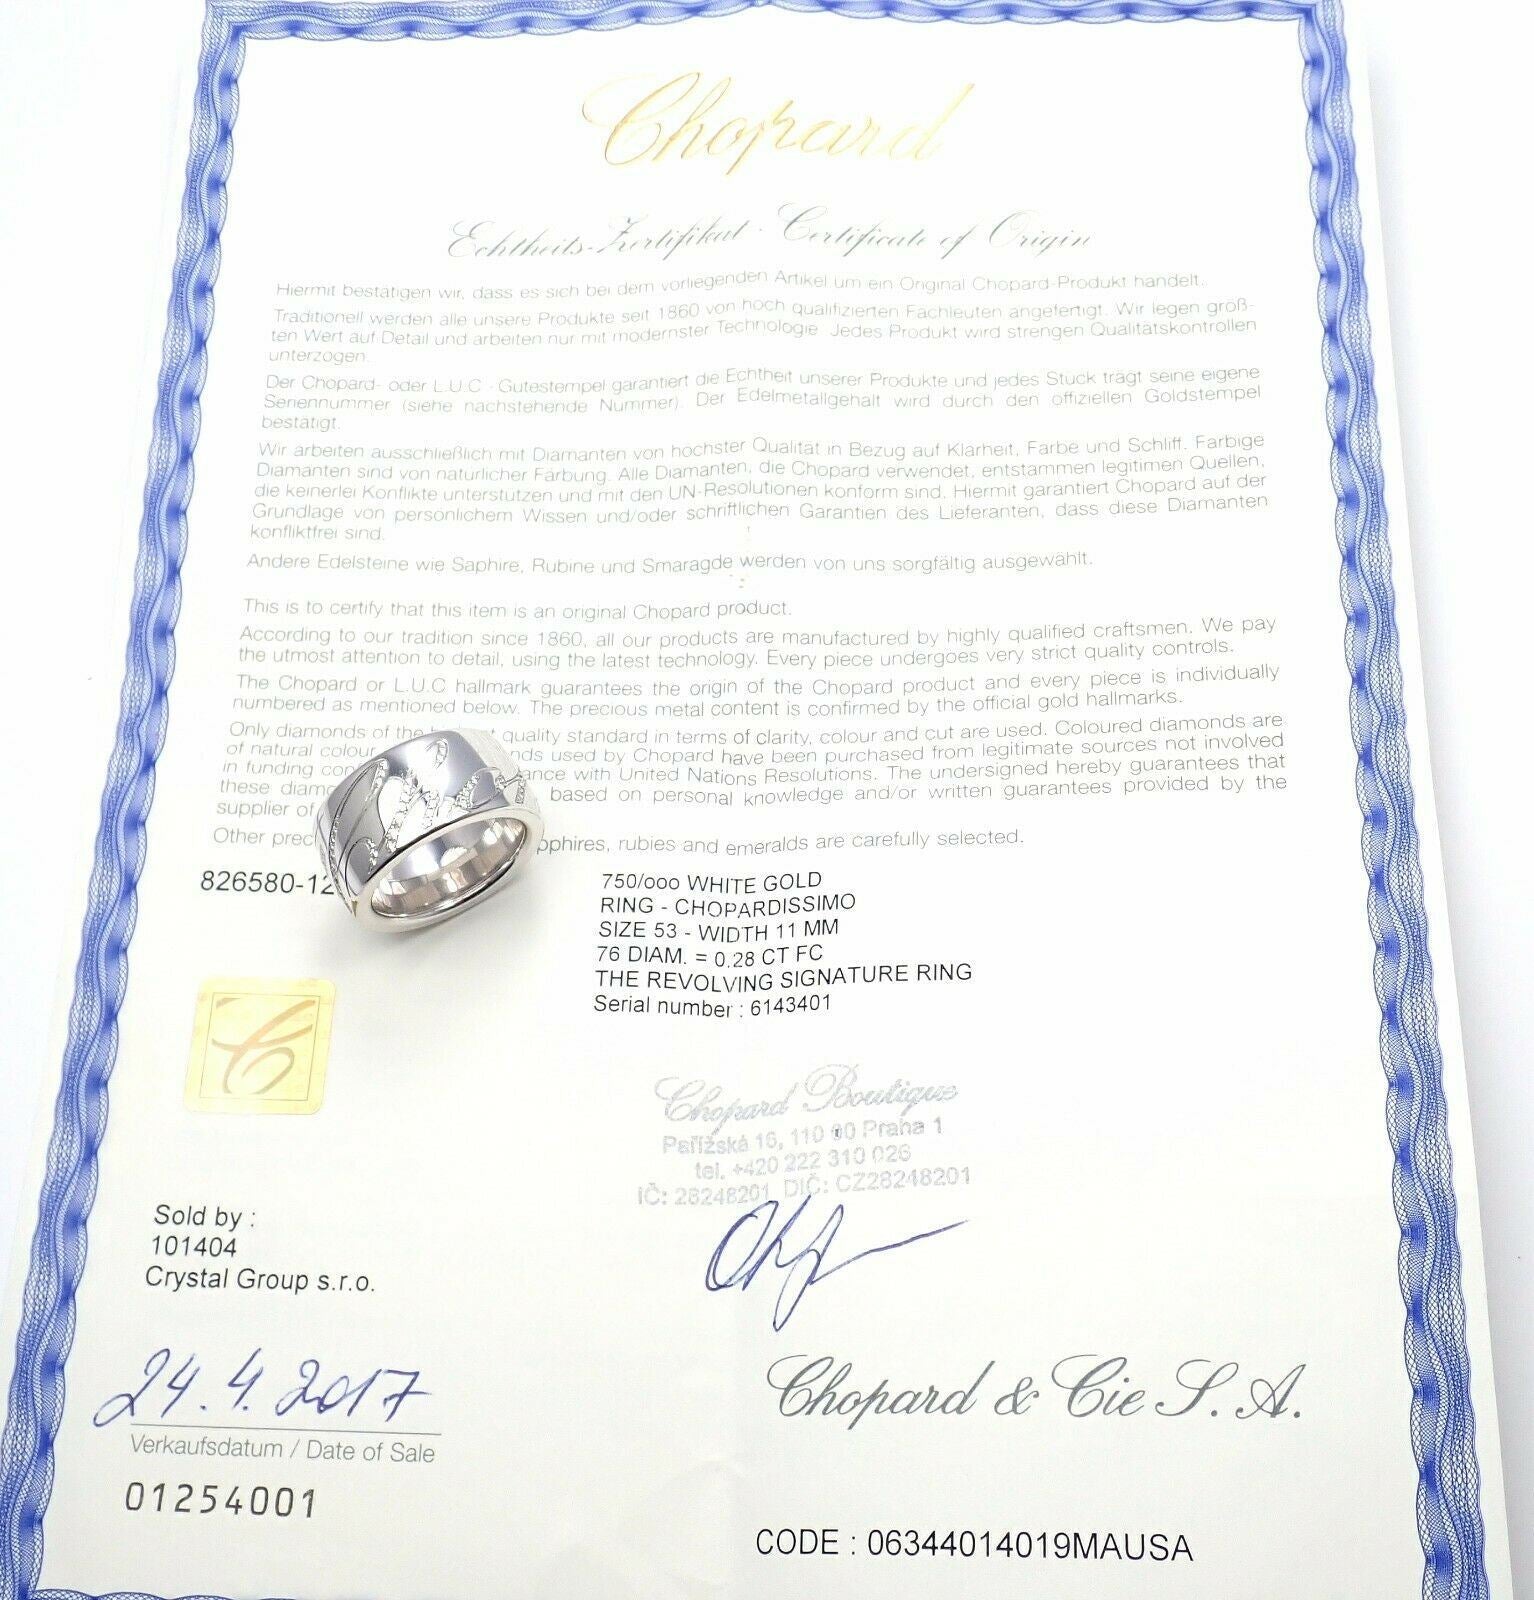 Chopard
Echtheits-Zertifikat · Certificate of Origin
Hiermit bestätigen wir, dass es sich bei dem vorliegenden Artikel um ein Original Chopard-Produkt handelt.
Traditionell werden alle unsere Produkte seit 1860 von hoch qualifizierten Fachleuten angefertigt. Wir legen groß-
ten Wert auf Detail und arbeiten nur mit modernster Technologie. Jedes Produkt wird strengen Qualitätskontrollen
unterzogen.
Der Chopard- oder L.U.C - Gütestempel garantiert die Echtheit unserer Produkte und jedes Stück trägt seine eigene
Seriennummer (siehe nachstehende Nummer). Der Edelmetallgehalt wird durch den offiziellen Goldstempel
bestätigt.
Wir arbeiten ausschließlich mit Diamanten von höchster Qualität in Bezug auf Klarheit, Farbe und Schliff. Farbige
Diamanten sind von natürlicher Färbung. Alle Diamanten, die Chopard verwendet, entstammen legitimen Quellen,
die keinerlei Konflikte unterstützen und mit den UN-Resolutionen konform sind. Hiermit garantiert Chopard auf der
Grundlage von persönlichem Wissen und/oder schriftlichen Garantien des Lieferanten, dass diese Diamanten
konfliktfrei sind.
Andere Edelsteine wie Saphire, Rubine und Smaragde werden von uns sorgfältig ausgewählt.
This is to certify that this item is an original Chopard product.
According to our tradition since 1860, all our products are manufactured by highly qualified craftsmen. We pay
the utmost attention to detail, using the latest technology. Every piece undergoes very strict quality controls.
The Chopard or L.U.C hallmark guarantees the origin of the Chopard product and every piece is individually
numbered as mentioned below. The precious metal content is confirmed by the official gold hallmarks.
Only diamonds of the quality standard in terms of clarity, colour and cut are used. Coloured diamonds are
of natural colour used by Chopard have been purchased from legitimate sources not involved
in funding with United Nations Resolutions. The undersigned hereby guarantees that
these based on personal knowledge and/or written guarantees provided by the
supplier of
Other rubies and emeralds are carefully selected.
826580-12
750/ooo WHITE GOLD
RING - CHOPARDISSIMO
SIZE 53 - WIDTH 11 MM
76 DIAM. = 0.28 CT FC
THE REVOLVING SIGNATURE RING
Serial number : 6143401
Chopard Boutique
Pařížská 16, 110 00 Praha 1
tel. +420 222 310 026
IČ: 28248201 DIČ: CZ28248201
Sold by :
101404
Crystal Group s.r.o.
24.4.2017
Chopard & Cie S.A.
Verkaufsdatum / Date of Sale
01254001
CODE : 06344014019MAUSA